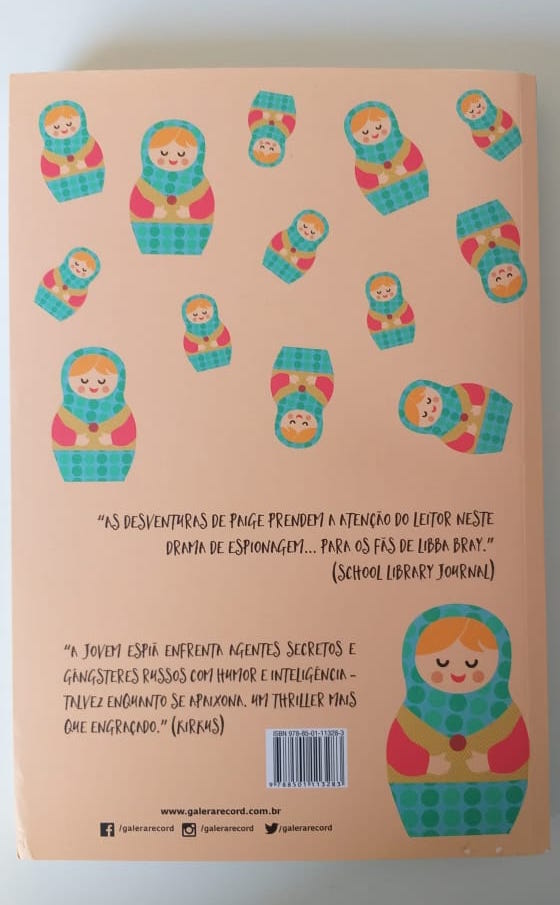 “AS DESVENTURAS DE PAIGE PRENDEM A ATENÇÃO DO LEITOR NESTE
DRAMA DE ESPIONAGEM... PARA OS FÃS DE LIBBA BRAY.”
(SCHOOL LIBRARY JOURNAL)
“A JOVEM ESPIÃ ENFRENTA AGENTES SECRETOS E
GÂNGSTERES RUSSOS COM HUMOR E INTELIGÊNCIA –
TALVEZ ENQUANTO SE APAIXONA. UM THRILLER MAIS
QUE ENGRAÇADO.” (KIRKUS)
ISBN 978-85-01-11328-3
9 788501 113283
www.galerarecord.com.br
/galerarecord /galerarecord /galerarecord